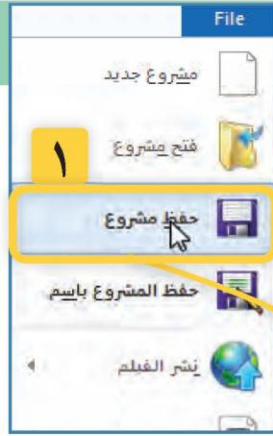 File
مشروع جديد
فتح مشروع
١
حفظ مشروع
حفظ المشروع باسم
نشر الفيلم